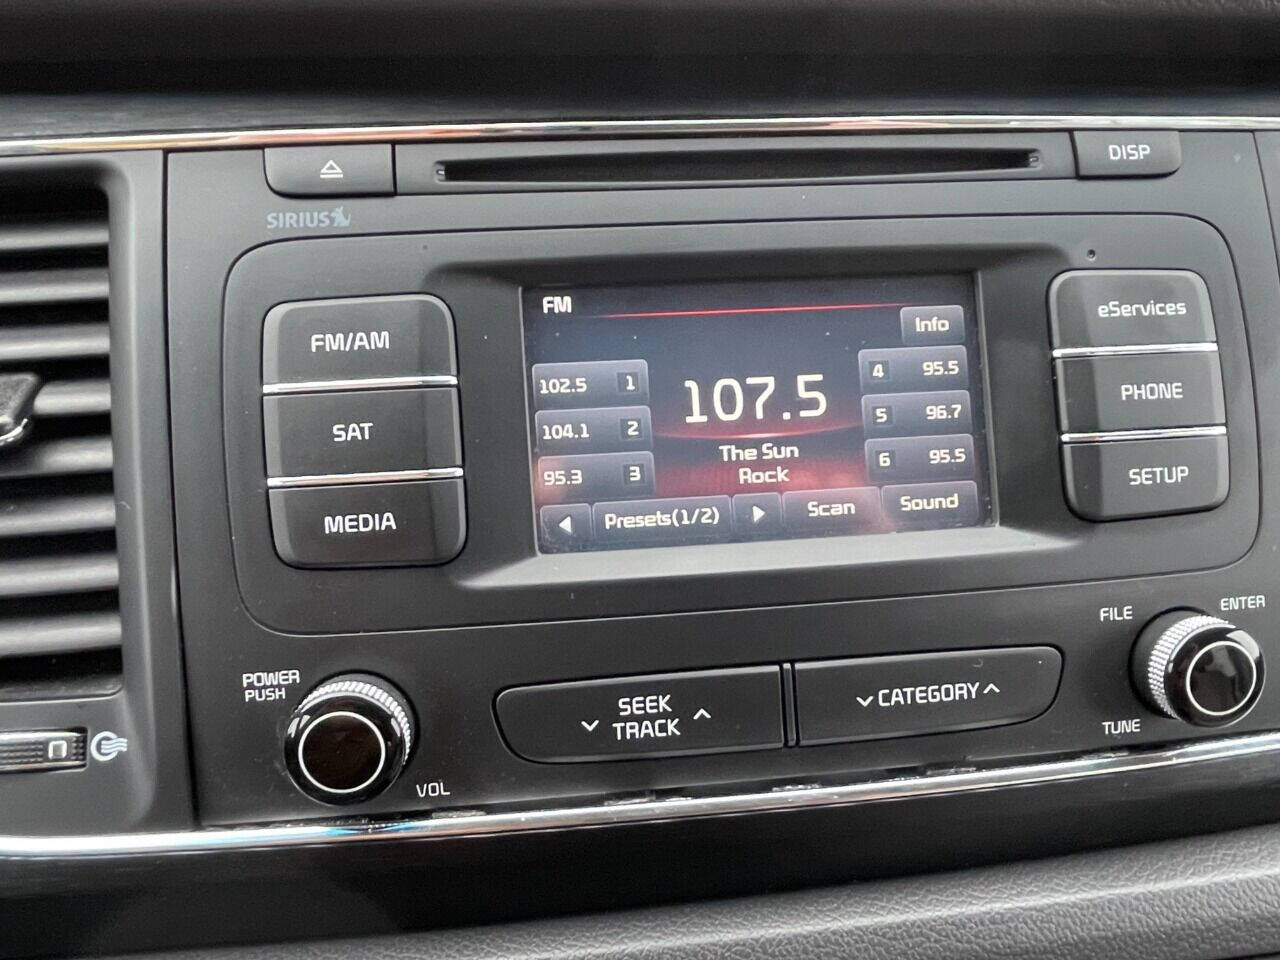 DISP
SIRIUS
FM/AM
SAT
MEDIA
FM
Info
102.5 1
104.1 2
95.3 3
107.5
The Sun
Rock
4 95.5
5 96.7
6 95.5
Presets(1/2)
Scan
Sound
eServices
PHONE
SETUP
POWER
PUSH
VOL
SEEK
TRACK
CATEGORY
FILE
ENTER
TUNE